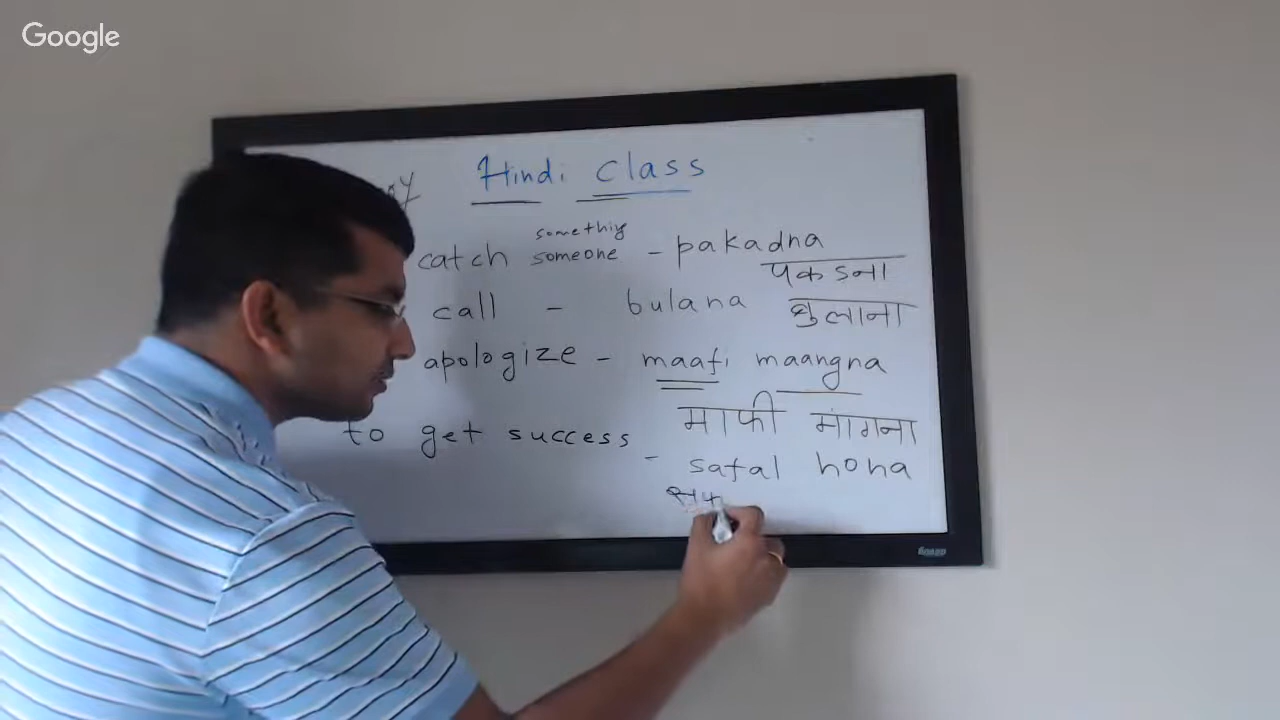 Google
Hindi class
something
catch someone - pakadna
पकडना
call - bulana बुलाना
apologize - maafi maangna
माफी मांगना
to get success - safal hona
सफ